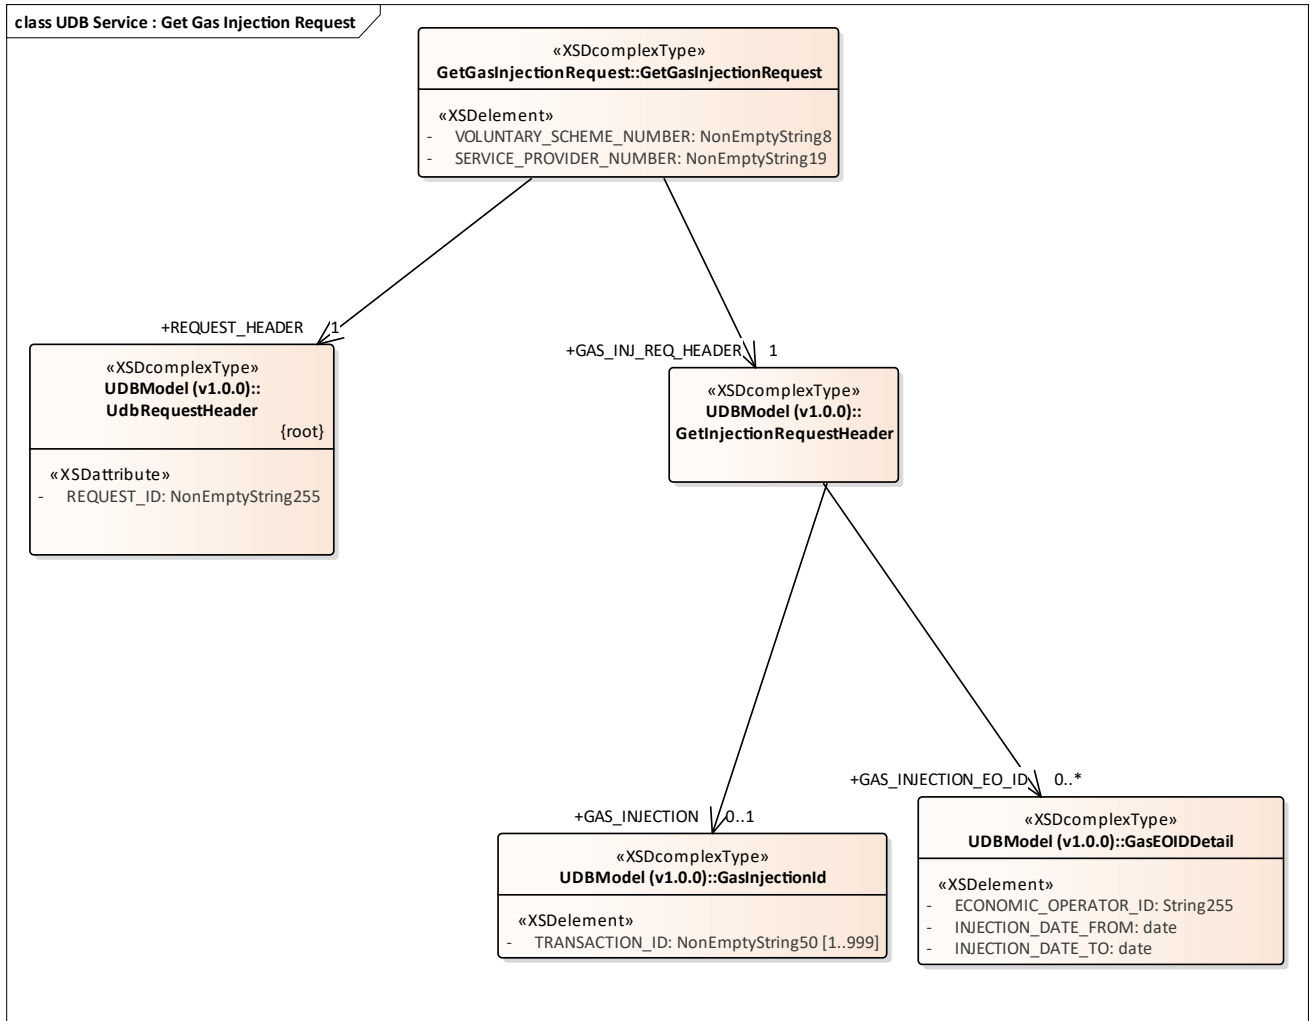 class UDB Service : Get Gas Injection Request
«XSDcomplexType»
GetGasInjectionRequest::GetGasInjectionRequest
«XSDelement»
- VOLUNTARY_SCHEME_NUMBER: NonEmptyString8
- SERVICE_PROVIDER_NUMBER: NonEmptyString19
+REQUEST_HEADER 1
+GAS_INJ_REQ_HEADER 1
«XSDcomplexType»
UDBModel (v1.0.0)::
UdbRequestHeader
{root}
«XSDattribute»
- REQUEST_ID: NonEmptyString255
«XSDcomplexType»
UDBModel (v1.0.0)::
GetInjectionRequestHeader
+GAS_INJECTION_EO_ID 0..*
+GAS_INJECTION 0..1
«XSDcomplexType»
UDBModel (v1.0.0)::GasInjectionId
«XSDelement»
- TRANSACTION_ID: NonEmptyString50 [1..999]
«XSDcomplexType»
UDBModel (v1.0.0)::GasEOIDDetail
«XSDelement»
- ECONOMIC_OPERATOR_ID: String255
- INJECTION_DATE_FROM: date
- INJECTION_DATE_TO: date